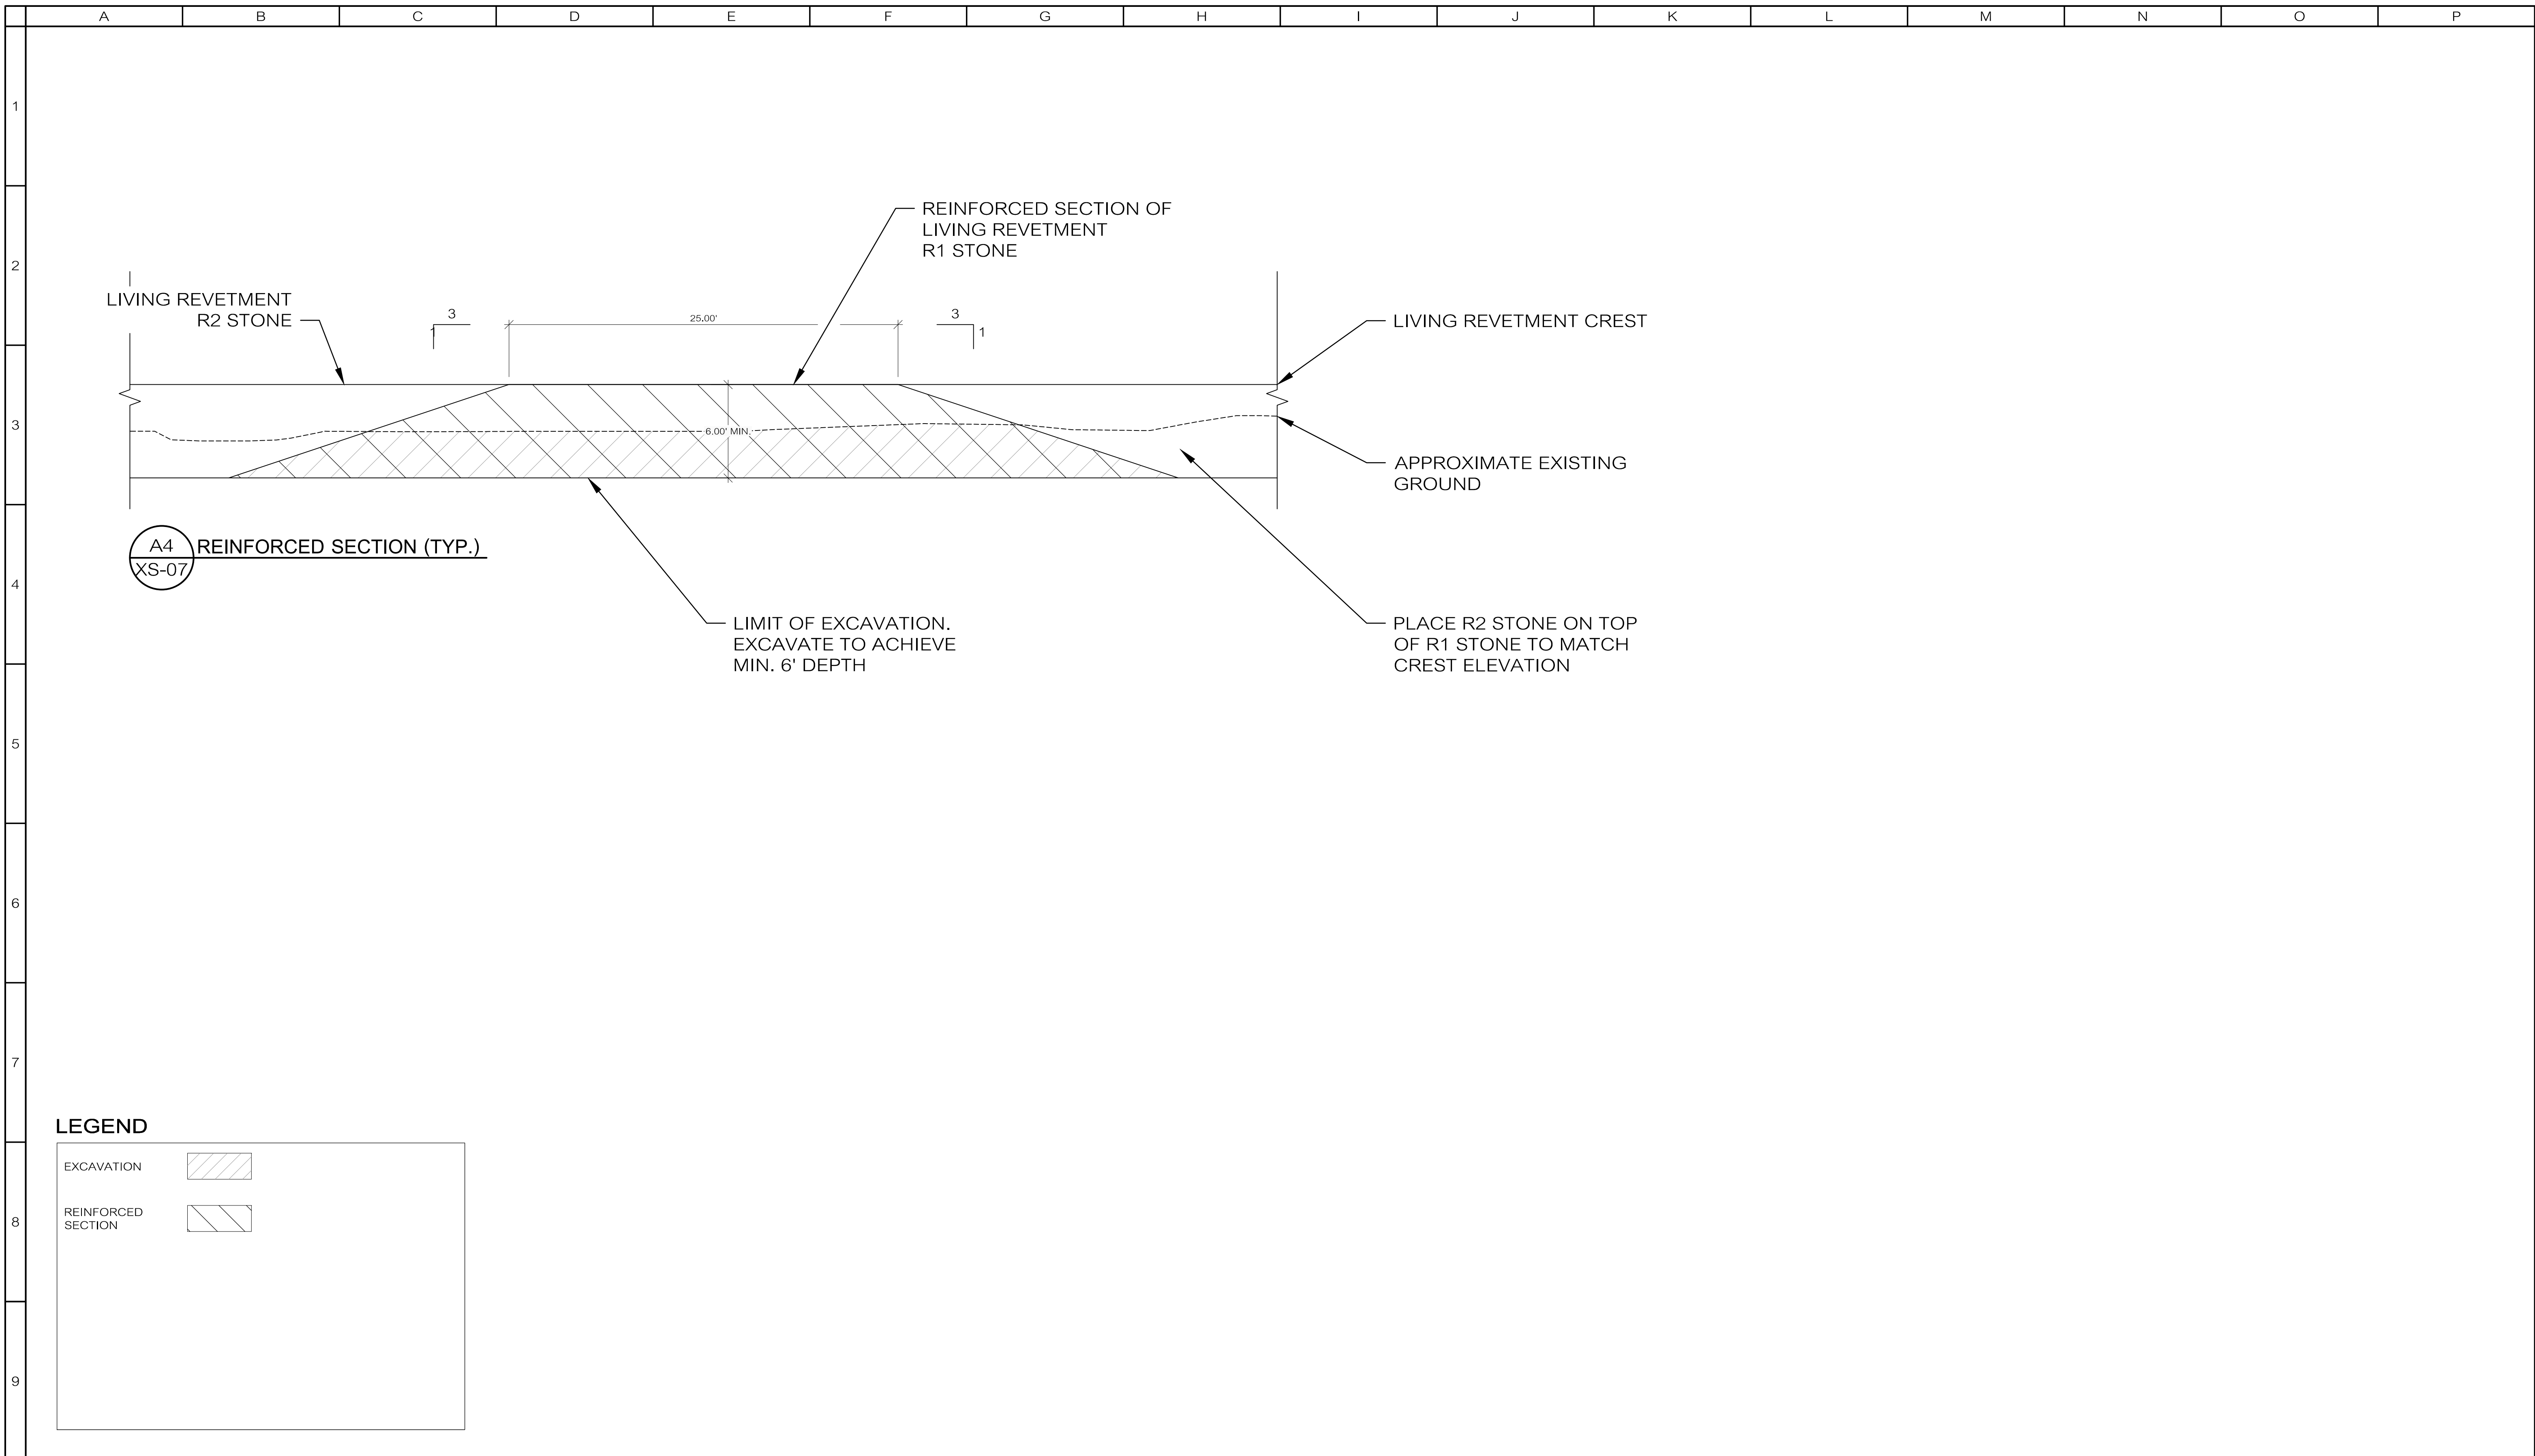 A B C D E F G H I J K L M N O P
1
2
3
4
5
6
7
8
9
REINFORCED SECTION OF
LIVING REVETMENT
R1 STONE
LIVING REVETMENT
R2 STONE
3
1
25.00'
3
1
LIVING REVETMENT CREST
6.00' MIN.
APPROXIMATE EXISTING
GROUND
A4
XS-07
REINFORCED SECTION (TYP.)
LIMIT OF EXCAVATION.
EXCAVATE TO ACHIEVE
MIN. 6' DEPTH
PLACE R2 STONE ON TOP
OF R1 STONE TO MATCH
CREST ELEVATION
LEGEND
EXCAVATION
REINFORCED
SECTION